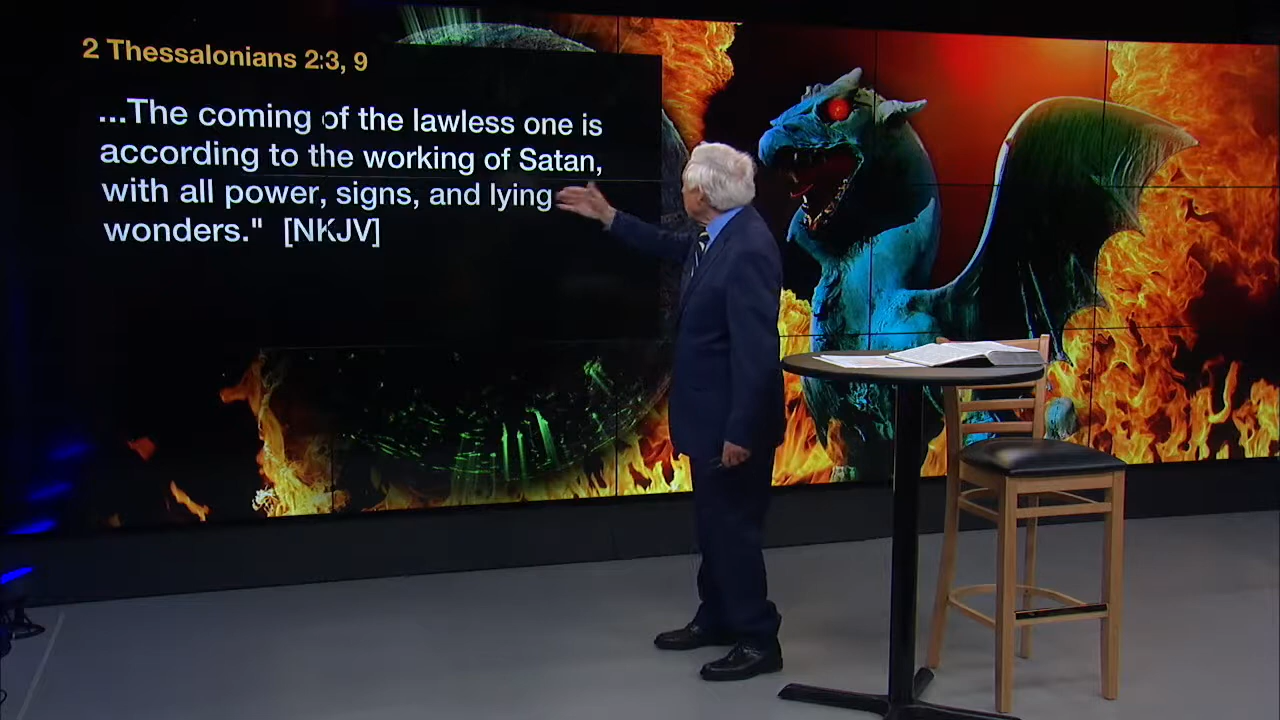 2 Thessalonians 2:3, 9
...The coming of the lawless one is
according to the working of Satan,
with all power, signs, and lying
wonders." [NKJV]